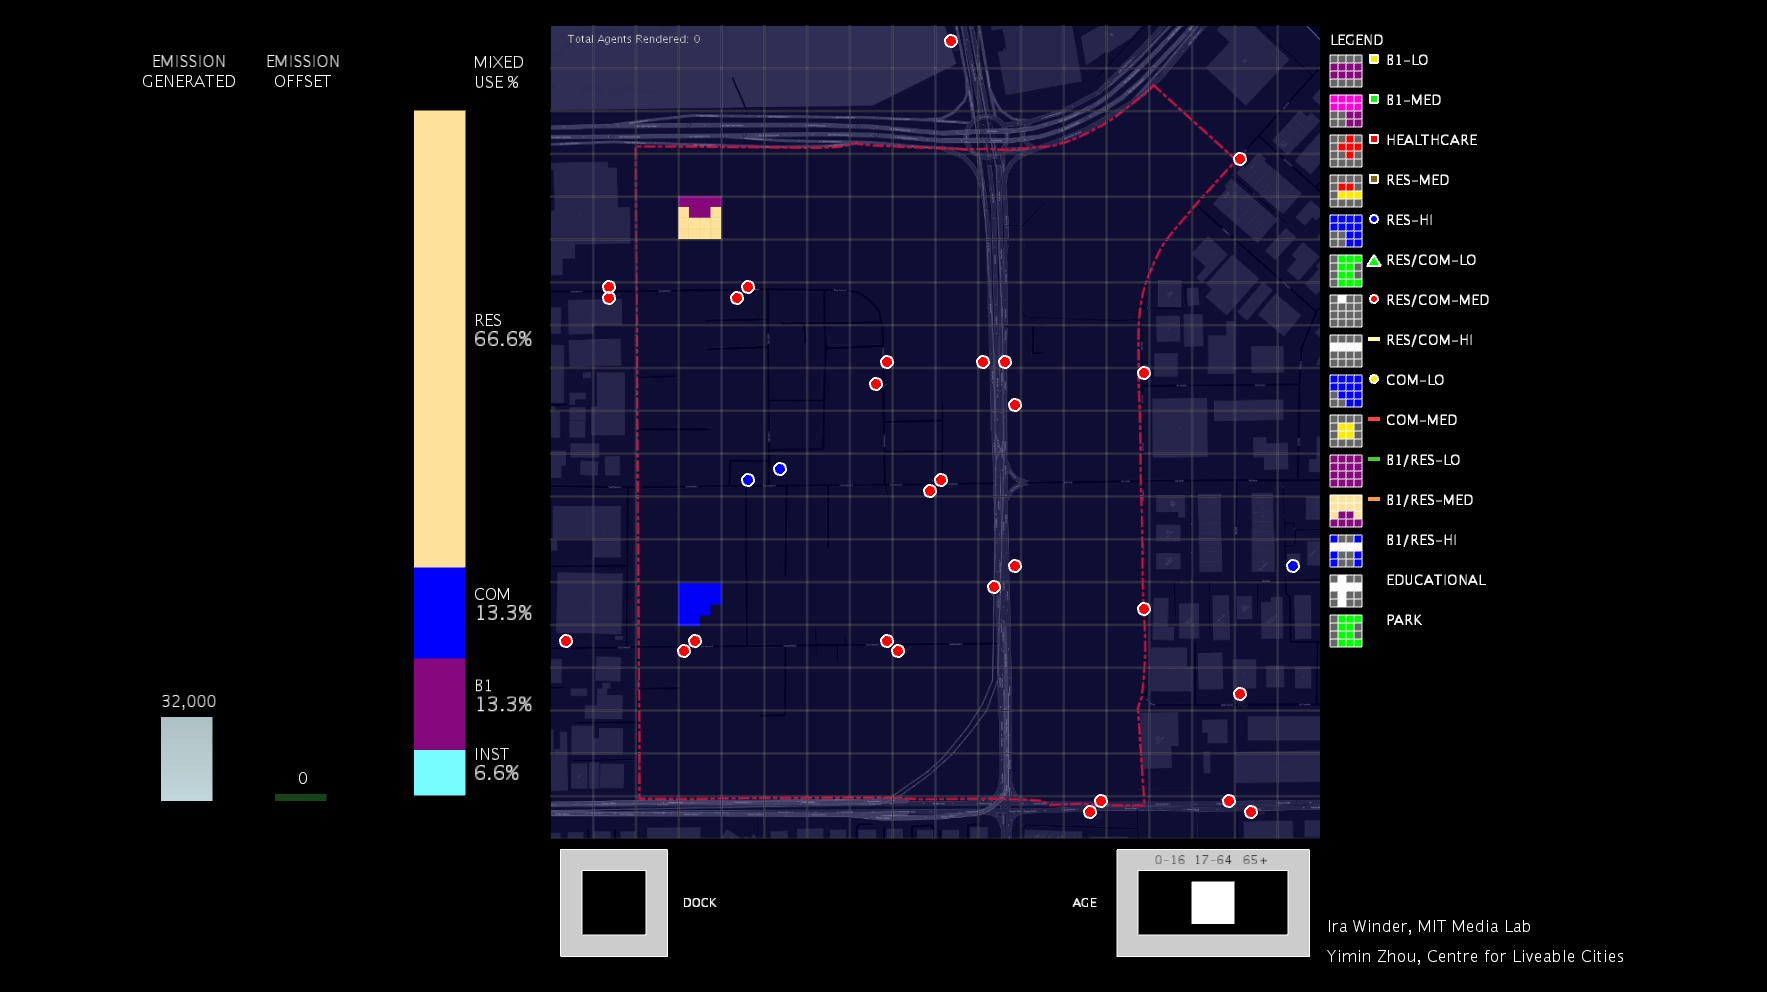 EMISSION
GENERATED
EMISSION
OFFSET
MIXED
USE %
RES
66.6%
COM
13.3%
B1
13.3%
INST
6.6%
32,000
0
Total Agents Rendered: 0
LEGEND
B1-LO
B1-MED
HEALTHCARE
RES-MED
RES-HI
RES/COM-LO
RES/COM-MED
RES/COM-HI
COM-LO
COM-MED
B1/RES-LO
B1/RES-MED
B1/RES-HI
EDUCATIONAL
PARK
DOCK
AGE
0-16 17-64 65+
Ira Winder, MIT Media Lab
Yimin Zhou, Centre for Liveable Cities